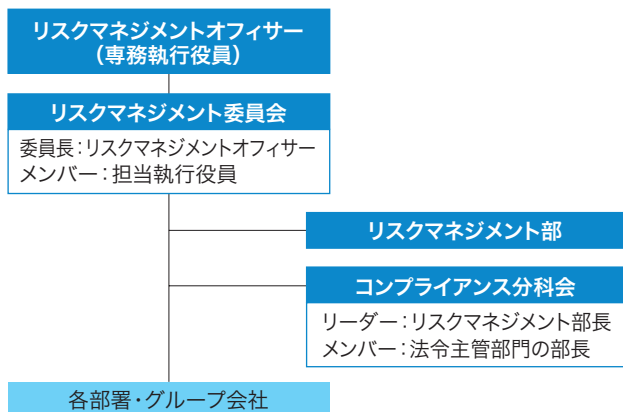 リスクマネジメントオフィサー
(専務執行役員)
リスクマネジメント委員会
委員長:リスクマネジメントオフィサー
メンバー:担当執行役員
リスクマネジメント部
コンプライアンス分科会
リーダー:リスクマネジメント部長
メンバー:法令主管部門の部長
各部署・グループ会社